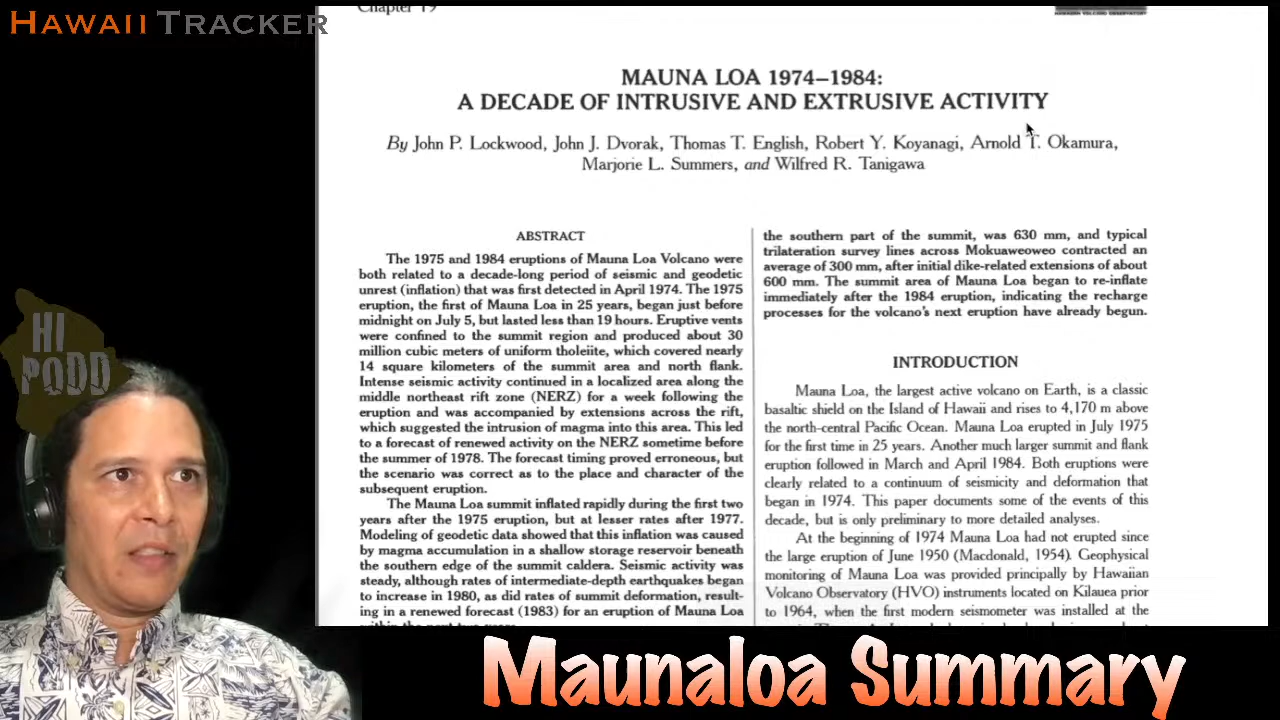 HAWAII TRACKER
Chapter 19
HAWAIIAN VOLCANO OBSERVATORY
MAUNA LOA 1974–1984:
A DECADE OF INTRUSIVE AND EXTRUSIVE ACTIVITY
By John P. Lockwood, John J. Dvorak, Thomas T. English, Robert Y. Koyanagi, Arnold T. Okamura,
Marjorie L. Summers, and Wilfred R. Tanigawa
ABSTRACT
The 1975 and 1984 eruptions of Mauna Loa Volcano were
both related to a decade-long period of seismic and geodetic
unrest (inflation) that was first detected in April 1974. The 1975
eruption, the first of Mauna Loa in 25 years, began just before
midnight on July 5, but lasted less than 19 hours. Eruptive vents
were confined to the summit region and produced about 30
million cubic meters of uniform tholeiite, which covered nearly
14 square kilometers of the summit area and north flank.
Intense seismic activity continued in a localized area along the
middle northeast rift zone (NERZ) for a week following the
eruption and was accompanied by extensions across the rift,
which suggested the intrusion of magma into this area. This led
to a forecast of renewed activity on the NERZ sometime before
the summer of 1978. The forecast timing proved erroneous, but
the scenario was correct as to the place and character of the
subsequent eruption.
The Mauna Loa summit inflated rapidly during the first two
years after the 1975 eruption, but at lesser rates after 1977.
Modeling of geodetic data showed that this inflation was caused
by magma accumulation in a shallow storage reservoir beneath
the southern edge of the summit caldera. Seismic activity was
steady, although rates of intermediate-depth earthquakes began
to increase in 1980, as did rates of summit deformation, result-
ing in a renewed forecast (1983) for an eruption of Mauna Loa
within the next two years.
the southern part of the summit, was 630 mm, and typical
trilateration survey lines across Mokuaweoweo contracted an
average of 300 mm, after initial dike-related extensions of about
600 mm. The summit area of Mauna Loa began to re-inflate
immediately after the 1984 eruption, indicating the recharge
processes for the volcano's next eruption have already begun.
INTRODUCTION
Mauna Loa, the largest active volcano on Earth, is a classic
basaltic shield on the Island of Hawaii and rises to 4,170 m above
the north-central Pacific Ocean. Mauna Loa erupted in July 1975
for the first time in 25 years. Another much larger summit and flank
eruption followed in March and April 1984. Both eruptions were
clearly related to a continuum of seismicity and deformation that
began in 1974. This paper documents some of the events of this
decade, but is only preliminary to more detailed analyses.
At the beginning of 1974 Mauna Loa had not erupted since
the large eruption of June 1950 (Macdonald, 1954). Geophysical
monitoring of Mauna Loa was provided principally by Hawaiian
Volcano Observatory (HVO) instruments located on Kilauea prior
to 1964, when the first modern seismometer was installed at the
HI
PODD
Maunaloa Summary